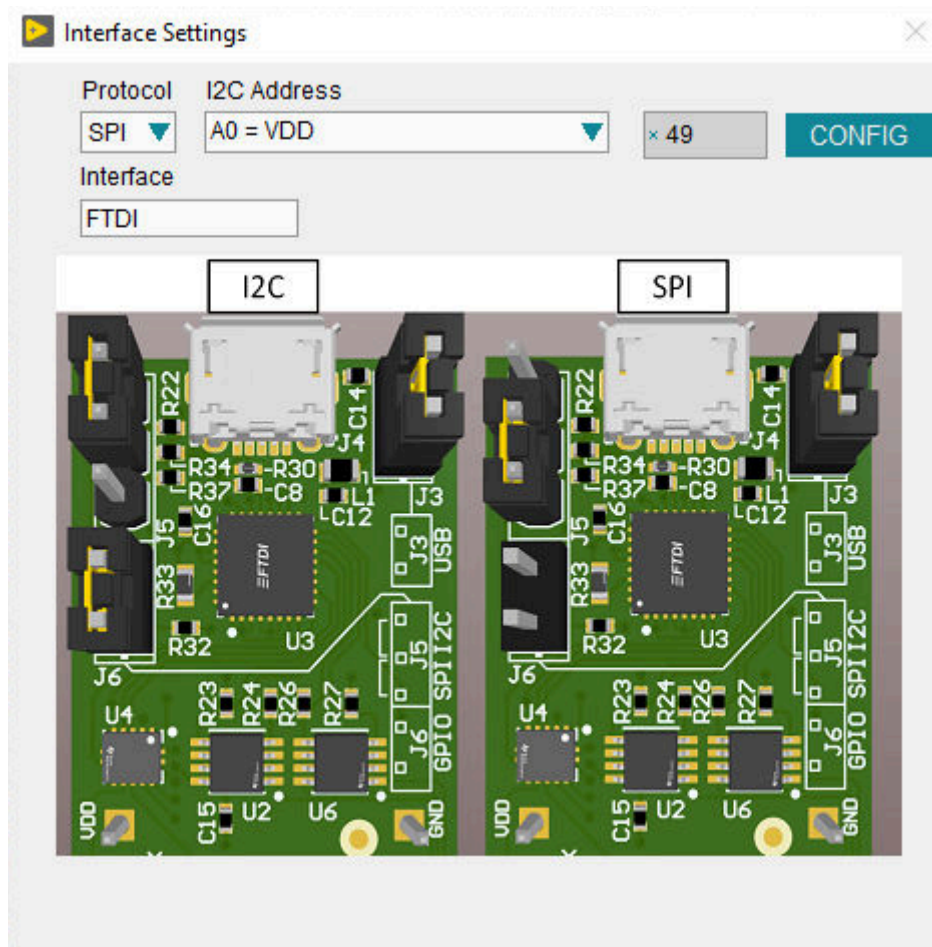 Interface Settings
Protocol I2C Address
SPI A0 = VDD × 49 CONFIG
Interface
FTDI
I2C
R22
C14
J4
R34
R30
R37
C8
L1
C12
J3
J5
C16
FTDI
J3
USB
R33
U3
R32
J6
J5
SPI I2C
R23
R24
R26
R27
J6
GPIO
U4
U2
U6
C15
VDD
GND
SPI
R22
C14
J4
R34
R30
R37
C8
L1
C12
J3
J5
C16
FTDI
J3
USB
R33
U3
R32
J6
J5
SPI I2C
R23
R24
R26
R27
J6
GPIO
U4
U2
U6
C15
VDD
GND